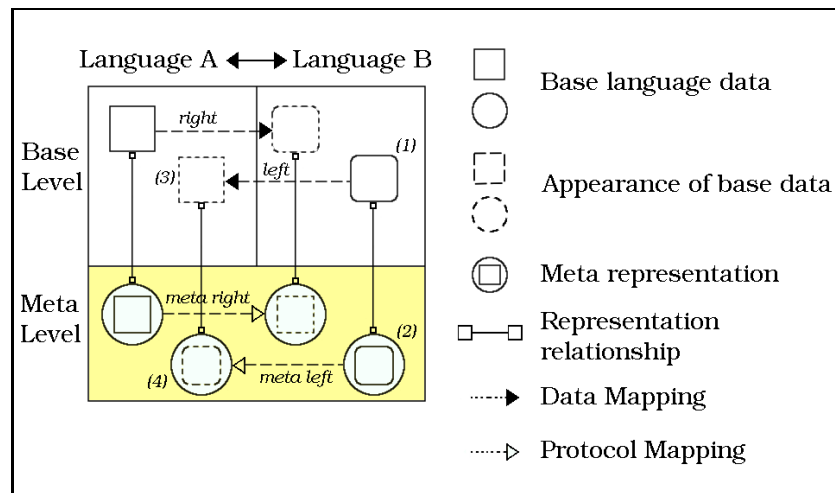 Language A Language B
Base
Level
right
(1)
(3)
left
Meta
Level
meta right
(2)
(4)
meta left
Base language data
Appearance of base data
Meta representation
Representation
relationship
Data Mapping
Protocol Mapping